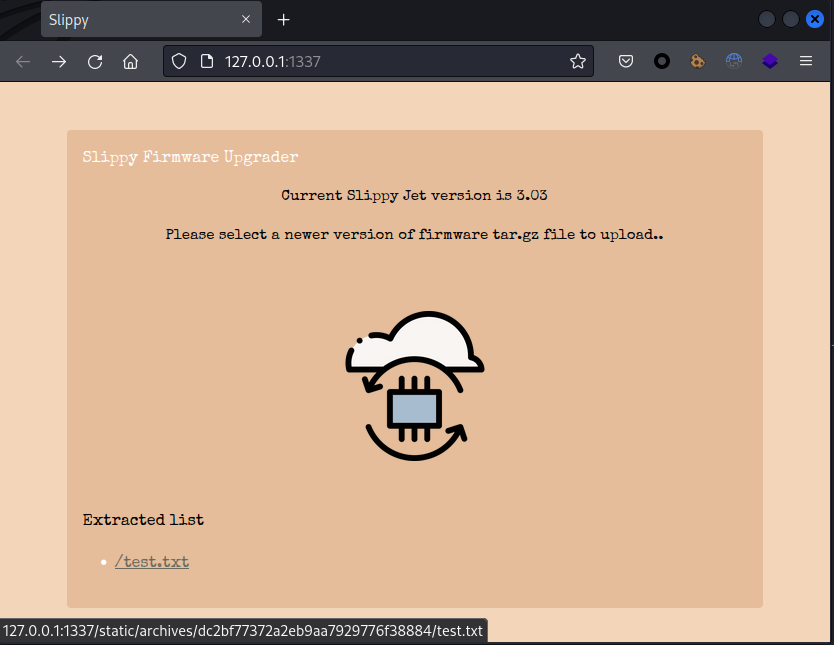 Slippy
127.0.0.1:1337
Slippy Firmware Upgrader
Current Slippy Jet version is 3.03
Please select a newer version of firmware tar.gz file to upload..
Extracted list
/test.txt
127.0.0.1:1337/static/archives/dc2bf77372a2eb9aa7929776f38884/test.txt